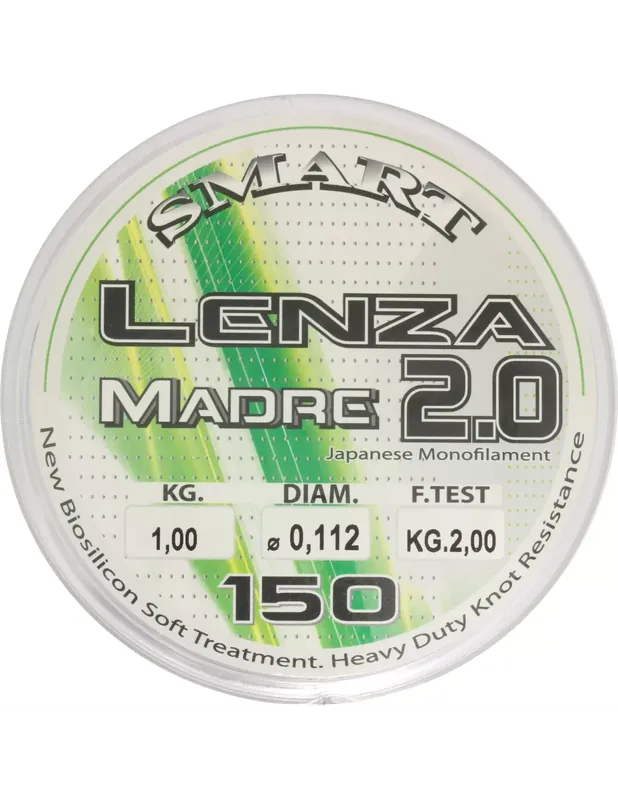 SMART
LENZA
MADRE 2.0
Japanese Monofilament
KG. DIAM. F.TEST
1,00 ø 0,112 KG.2,00
150
New Biosilicon Soft Treatment. Heavy Duty Knot Resistance